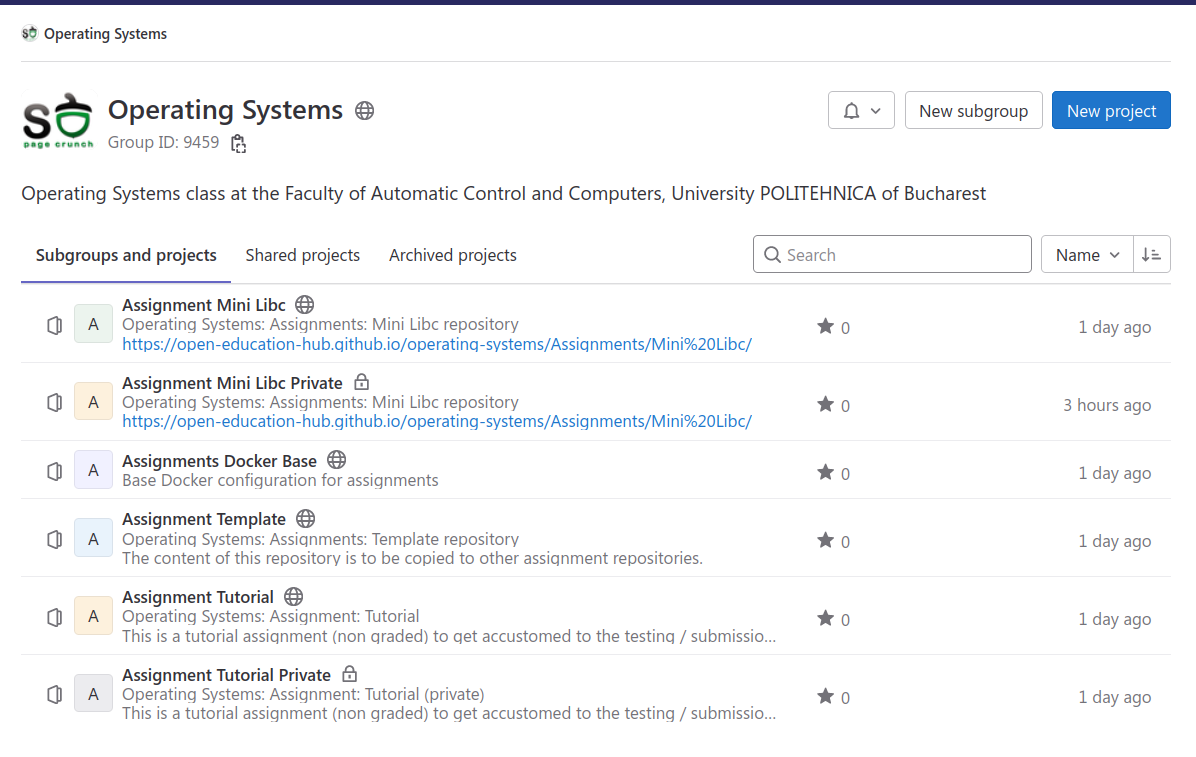 Operating Systems
Operating Systems
page crunch
Group ID: 9459
New subgroup
New project
Operating Systems class at the Faculty of Automatic Control and Computers, University POLITEHNICA of Bucharest
Subgroups and projects Shared projects Archived projects
Search
Name
A
Assignment Mini Libc
Operating Systems: Assignments: Mini Libc repository
https://open-education-hub.github.io/operating-systems/Assignments/Mini%20Libc/
0
1 day ago
A
Assignment Mini Libc Private
Operating Systems: Assignments: Mini Libc repository
https://open-education-hub.github.io/operating-systems/Assignments/Mini%20Libc/
0
3 hours ago
A
Assignments Docker Base
Base Docker configuration for assignments
0
1 day ago
A
Assignment Template
Operating Systems: Assignments: Template repository
The content of this repository is to be copied to other assignment repositories.
0
1 day ago
A
Assignment Tutorial
Operating Systems: Assignment: Tutorial
This is a tutorial assignment (non graded) to get accustomed to the testing / submissio...
0
1 day ago
A
Assignment Tutorial Private
Operating Systems: Assignment: Tutorial (private)
This is a tutorial assignment (non graded) to get accustomed to the testing / submissio...
0
1 day ago